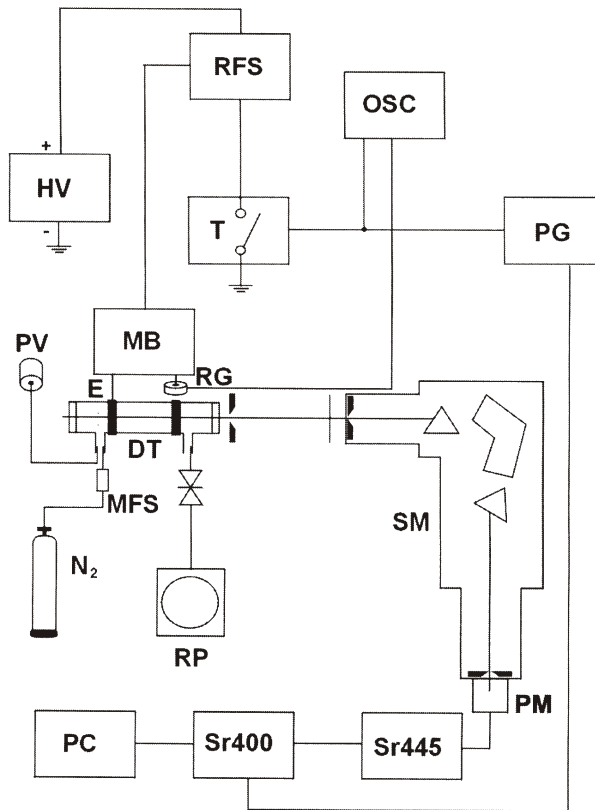 RFS
OSC
+
HV
-
T
PG
MB
PV
E
RG
DT
MFS
SM
N₂
RP
PM
PC
Sr400
Sr445